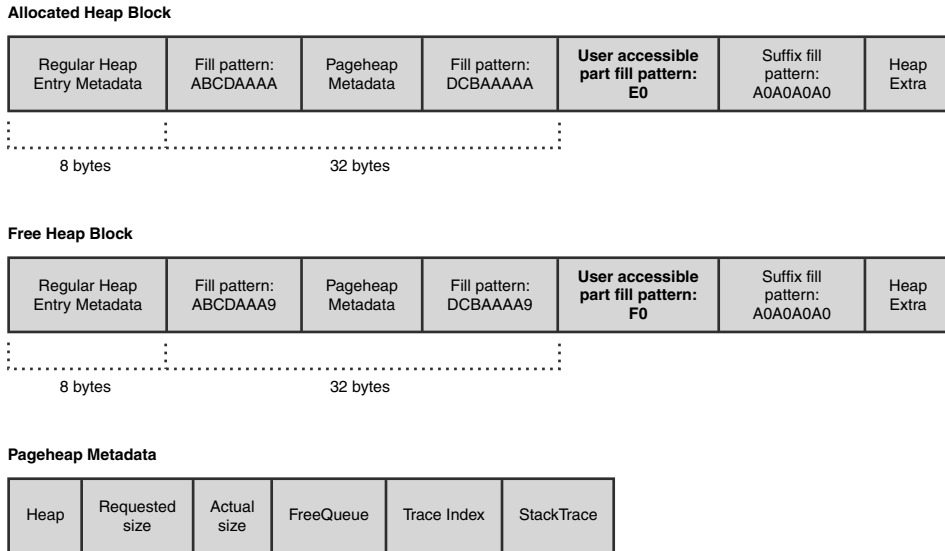 Allocated Heap Block
Regular Heap
Entry Metadata
Fill pattern:
ABCDAAAA
Pageheap
Metadata
Fill pattern:
DCBAAAAA
User accessible
part fill pattern:
E0
Suffix fill
pattern:
A0A0A0A0
Heap
Extra
8 bytes
32 bytes
Free Heap Block
Regular Heap
Entry Metadata
Fill pattern:
ABCDAAA9
Pageheap
Metadata
Fill pattern:
DCBAAAA9
User accessible
part fill pattern:
F0
Suffix fill
pattern:
A0A0A0A0
Heap
Extra
8 bytes
32 bytes
Pageheap Metadata
Heap
Requested
size
Actual
size
FreeQueue
Trace Index
StackTrace